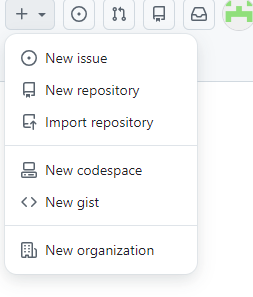 New issue
New repository
Import repository
New codespace
New gist
New organization